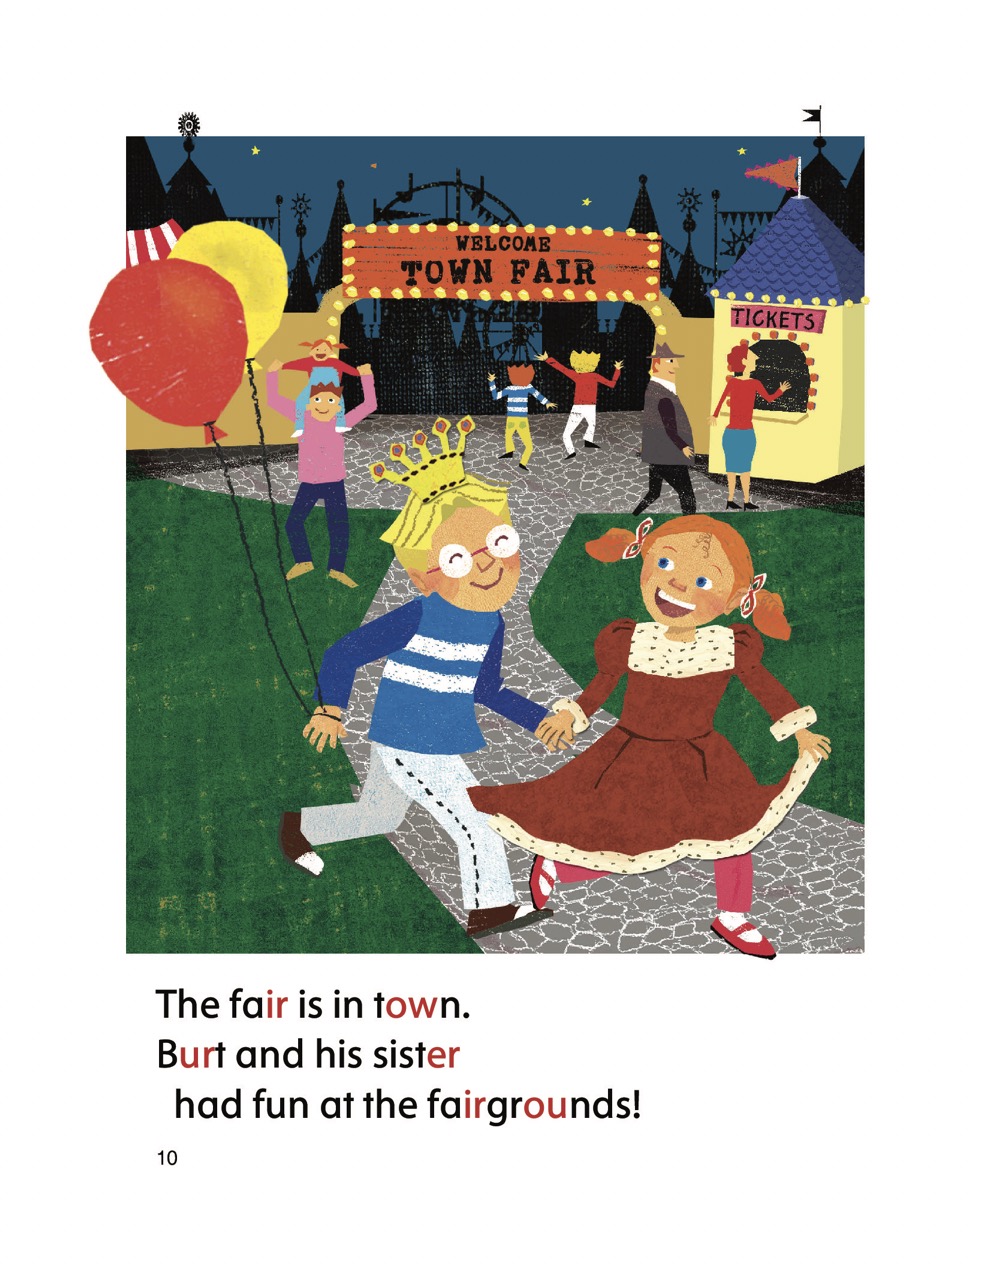 WELCOME
TOWN FAIR
TICKETS
The fair is in town.
Burt and his sister
had fun at the fairgrounds!
10